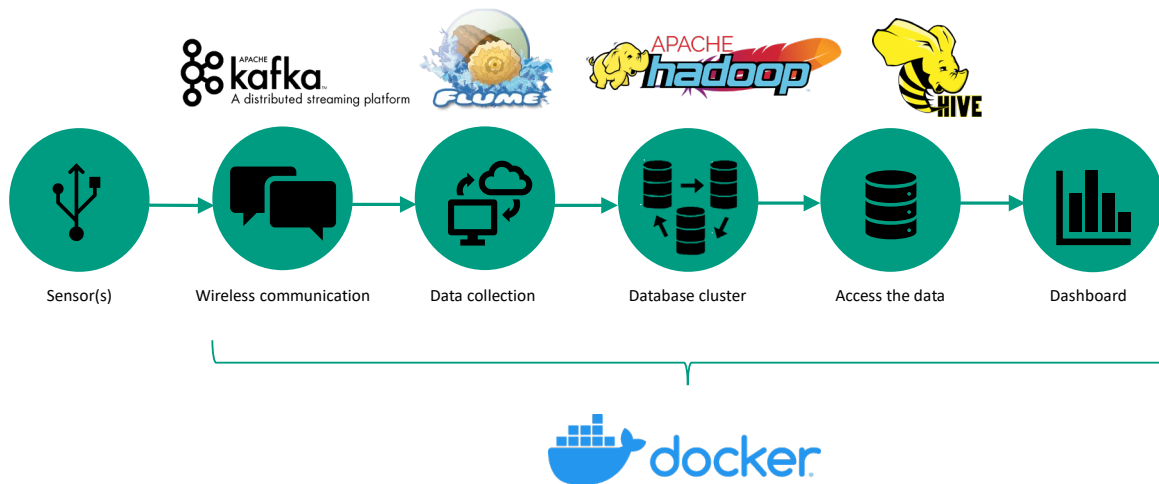 APACHE
kafka
A distributed streaming platform
FLUME
APACHE
hadoop
HIVE
Sensor(s)
Wireless communication
Data collection
Database cluster
Access the data
Dashboard
docker